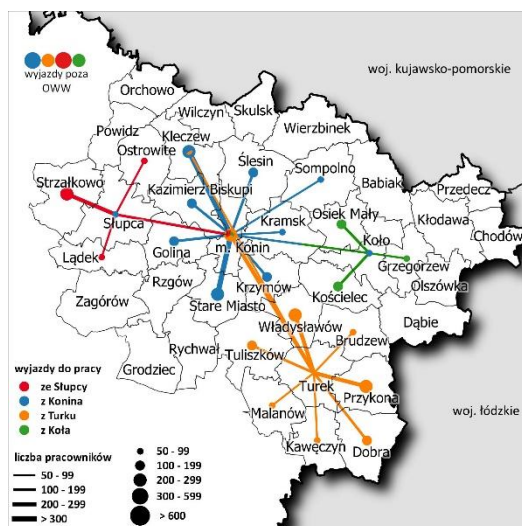 wyjazdy poza
OWW
woj. kujawsko-pomorskie
Orchowo
Wilczyn
Skulsk
Powidz
Kleczew
Wierzbinek
Ostrowite
Ślesin
Sompolno
Strzałkowo
Kazimierz Biskupi
Babiak
Przedecz
Słupca
Kramsk
Osiek Mały
Kłodawa
m. Konin
Koło
Chodów
Lądek
Golina
Grzegorzew
Rzgów
Krzymów
Olszówka
Zagórów
Stare Miasto
Kościelec
Władysławów
Dąbie
Rychwał
Tuliszków
Brudzew
Grodziec
Turek
Przykona
Malanów
woj. łódzkie
Kawęczyn
Dobra
wyjazdy do pracy
ze Słupcy
z Konina
z Turku
z Koła
liczba pracowników
50 - 99
100 - 199
200 - 299
> 300
50 - 99
100 - 199
200 - 299
300 - 599
> 600